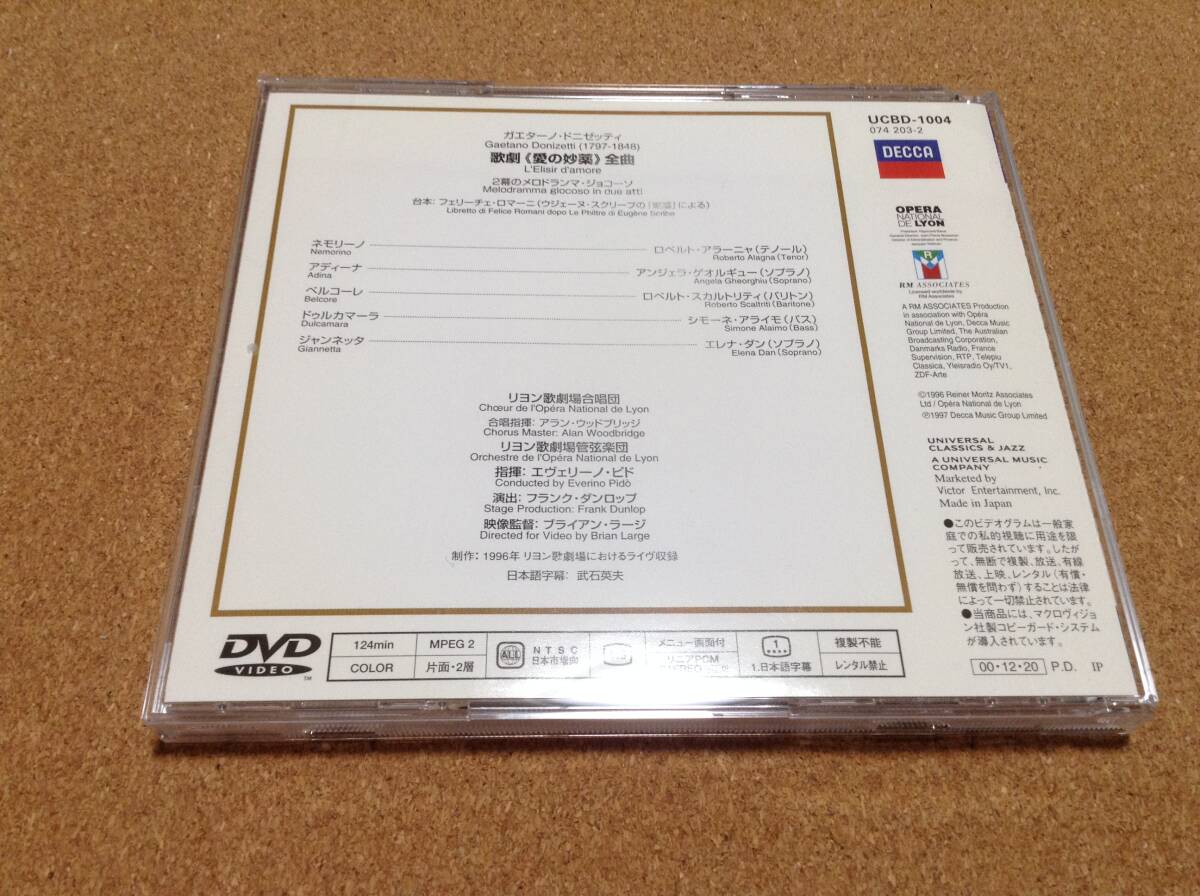 ガエターノ・ドニゼッティ
Gaetano Donizetti (1797-1848)
歌劇《愛の妙薬》全曲
L'Elisir d'amore
2幕のメロドランマ・ジョコーソ
Melodramma giocoso in due atti
台本：フェリーチェ・ロマーニ（ウジェーヌ・スクリーブの『媚薬』による）
Libretto di Felice Romani dopo Le Philtre di Eugène Scribe
ネモリーノ ロベルト・アラーニャ（テノール）
Nemorino Roberto Alagna (Tenor)
アディーナ アンジェラ・ゲオルギュー（ソプラノ）
Adina Angela Gheorghiu (Soprano)
ベルコーレ ロベルト・スカルトリティ（バリトン）
Belcore Roberto Scaltriti (Baritone)
ドゥルカマーラ シモーネ・アライモ（バス）
Dulcamara Simone Alaimo (Bass)
ジャンネッタ エレナ・ダン（ソプラノ）
Giannetta Elena Dan (Soprano)
リヨン歌劇場合唱団
Chœur de l'Opéra National de Lyon
合唱指揮：アラン・ウッドブリッジ
Chorus Master: Alan Woodbridge
リヨン歌劇場管弦楽団
Orchestre de l'Opéra National de Lyon
指揮：エヴェリーノ・ピド
Conducted by Everino Pidò
演出：フランク・ダンロップ
Stage Production: Frank Dunlop
映像監督：ブライアン・ラージ
Directed for Video by Brian Large
制作：1996年 リヨン歌劇場におけるライヴ収録
日本語字幕： 武石英夫
UCBD-1004
074 203-2
DECCA
OPERA
NATIONAL
DE LYON
R
M
RM ASSOCIATES
Licensed worldwide by
RM Associates
A RM ASSOCIATES Production
in association with Opéra
National de Lyon, Decca Music
Group Limited, The Australian
Broadcasting Corporation,
Danmarks Radio, France
Supervision, RTP, Telepiu
Classica, Yleisradio Oy/TV1,
ZDF-Arte
©1996 Reiner Moritz Associates
Ltd / Opéra National de Lyon
℗1997 Decca Music Group Limited
UNIVERSAL
CLASSICS & JAZZ
A UNIVERSAL MUSIC
COMPANY
Marketed by
Victor Entertainment, Inc.
Made in Japan
●このビデオグラムは一般家
庭での私的視聴に用途を限
って販売されています。したが
って、無断で複製、放送、有線
放送、上映、レンタル（有償・
無償を問わず）することは法律
によって一切禁止されています。
●当商品には、マクロヴィジョ
ン社製コピーガード・システム
が導入されています。
00・12・20 P.D. IP
DVD
VIDEO
TM
124min
MPEG 2
COLOR
片面・2層
ALL
NTSC
日本市場向
メニュー画面付
リニアPCM
STEREO
1
1.日本語字幕
複製不能
レンタル禁止